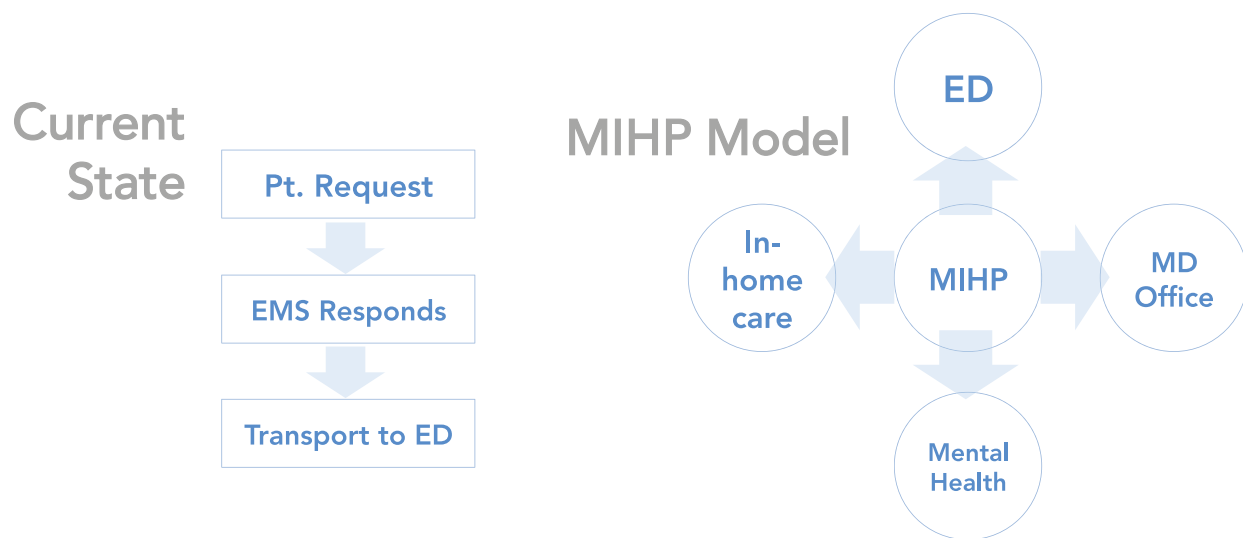 Current
State
Pt. Request
EMS Responds
Transport to ED
MIHP Model
ED
In-
home
care
MIHP
MD
Office
Mental
Health